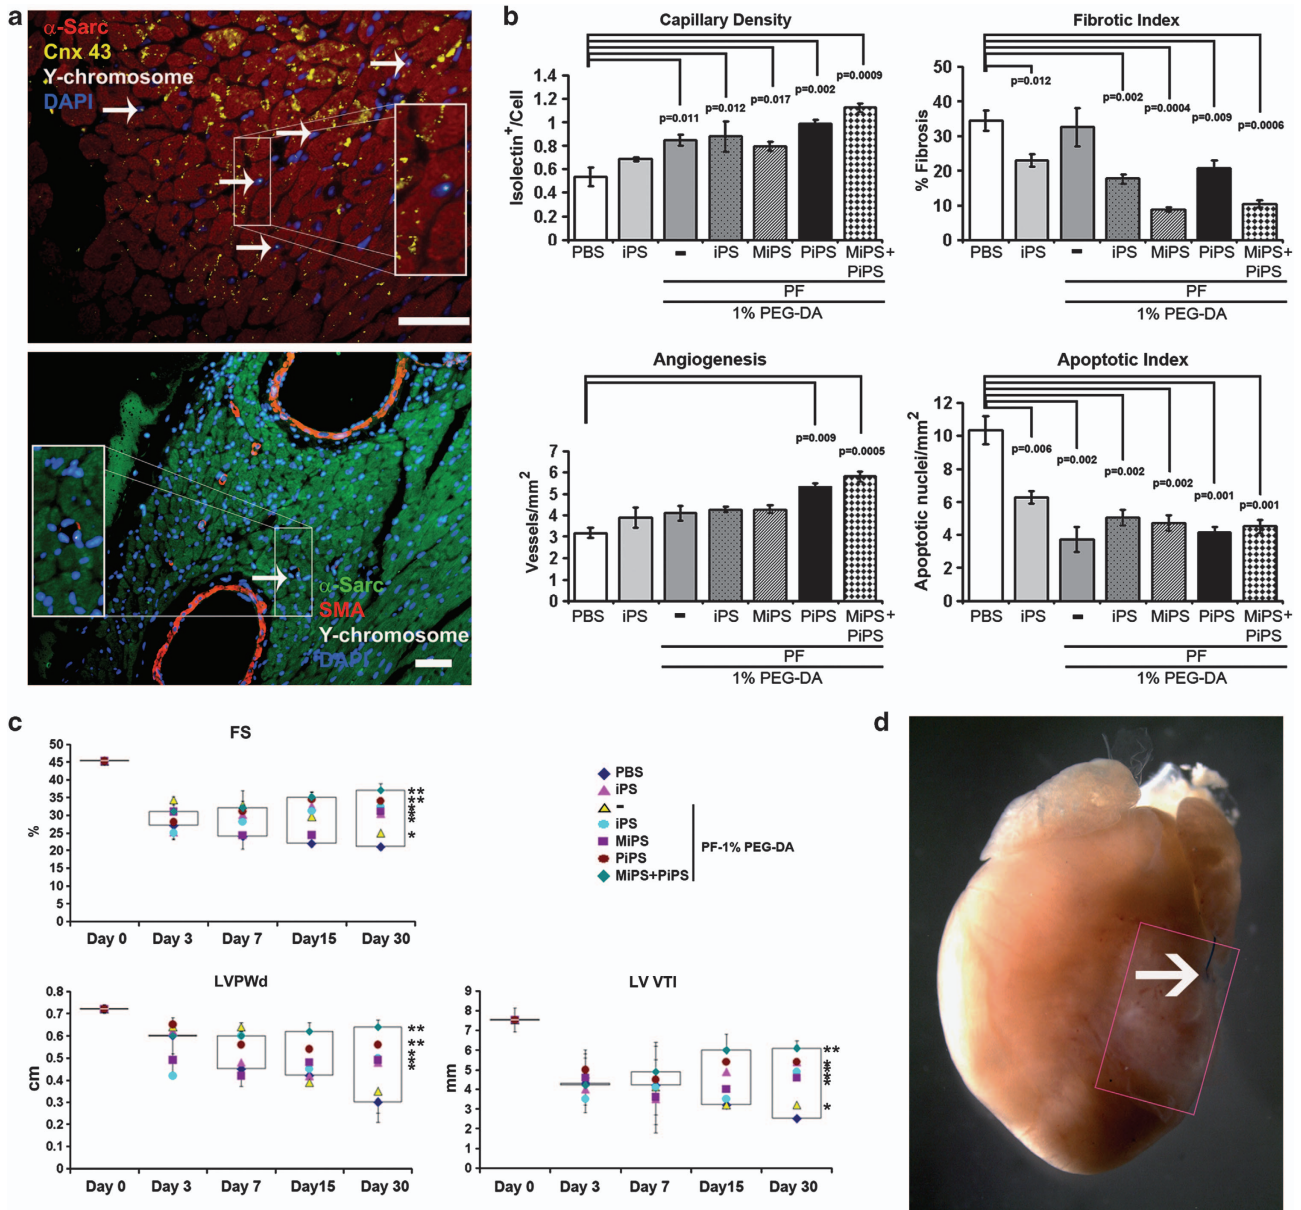 a
α-Sarc
Cnx 43
Y-chromosome
DAPI
α-Sarc
SMA
Y-chromosome
DAPI
b
Capillary Density
p=0.011
p=0.012
p=0.017
p=0.002
p=0.0009
Isolectin+/Cell
1.4
1.2
1
0.8
0.6
0.4
0.2
0
PBS iPS - iPS MiPS PiPS MiPS+
PiPS
PF
1% PEG-DA
Fibrotic Index
p=0.012
p=0.002
p=0.0004
p=0.009
p=0.0006
% Fibrosis
50
40
30
20
10
0
PBS iPS - iPS MiPS PiPS MiPS+
PiPS
PF
1% PEG-DA
Angiogenesis
p=0.009
p=0.0005
Vessels/mm2
7
6
5
4
3
2
1
0
PBS iPS - iPS MiPS PiPS MiPS+
PiPS
PF
1% PEG-DA
Apoptotic Index
p=0.006
p=0.002
p=0.002
p=0.002
p=0.001
p=0.001
Apoptotic nuclei/mm2
12
10
8
6
4
2
0
PBS iPS - iPS MiPS PiPS MiPS+
PiPS
PF
1% PEG-DA
c
FS
%
50
45
40
35
30
25
20
15
10
5
0
Day 0 Day 3 Day 7 Day15 Day 30
**
**
*
*
*
*
PBS
iPS
-
iPS
MiPS
PiPS
MiPS+PiPS
PF-1% PEG-DA
LVPWd
cm
0.8
0.7
0.6
0.5
0.4
0.3
0.2
0.1
0
Day 0 Day 3 Day 7 Day15 Day 30
**
**
*
*
*
LV VTI
mm
9
8
7
6
5
4
3
2
1
0
Day 0 Day 3 Day 7 Day15 Day 30
**
*
*
*
*
*
d